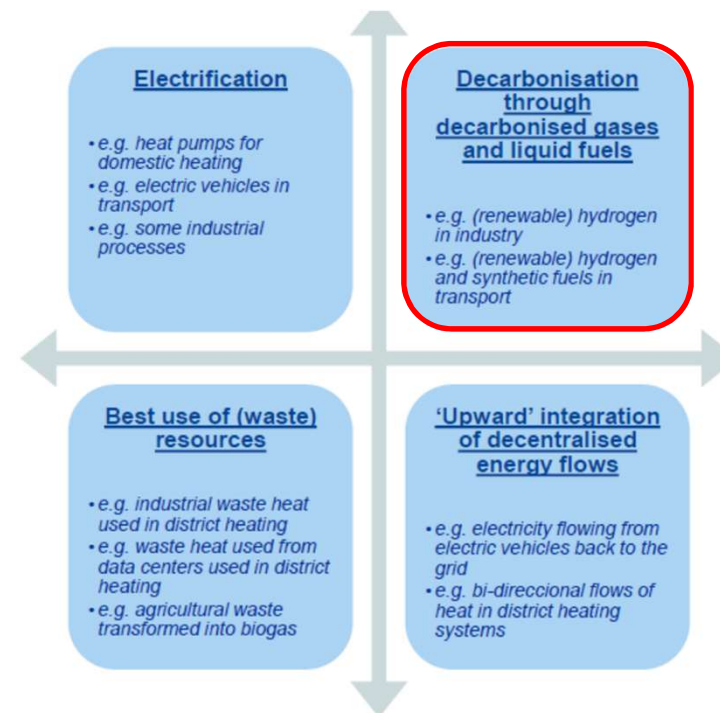 Electrification
• e.g. heat pumps for
domestic heating
• e.g. electric vehicles in
transport
• e.g. some industrial
processes
Decarbonisation
through
decarbonised gases
and liquid fuels
• e.g. (renewable) hydrogen
in industry
• e.g. (renewable) hydrogen
and synthetic fuels in
transport
Best use of (waste)
resources
• e.g. industrial waste heat
used in district heating
• e.g. waste heat used from
data centers used in district
heating
• e.g. agricultural waste
transformed into biogas
‘Upward’ integration
of decentralised
energy flows
• e.g. electricity flowing from
electric vehicles back to the
grid
• e.g. bi-direccional flows of
heat in district heating
systems